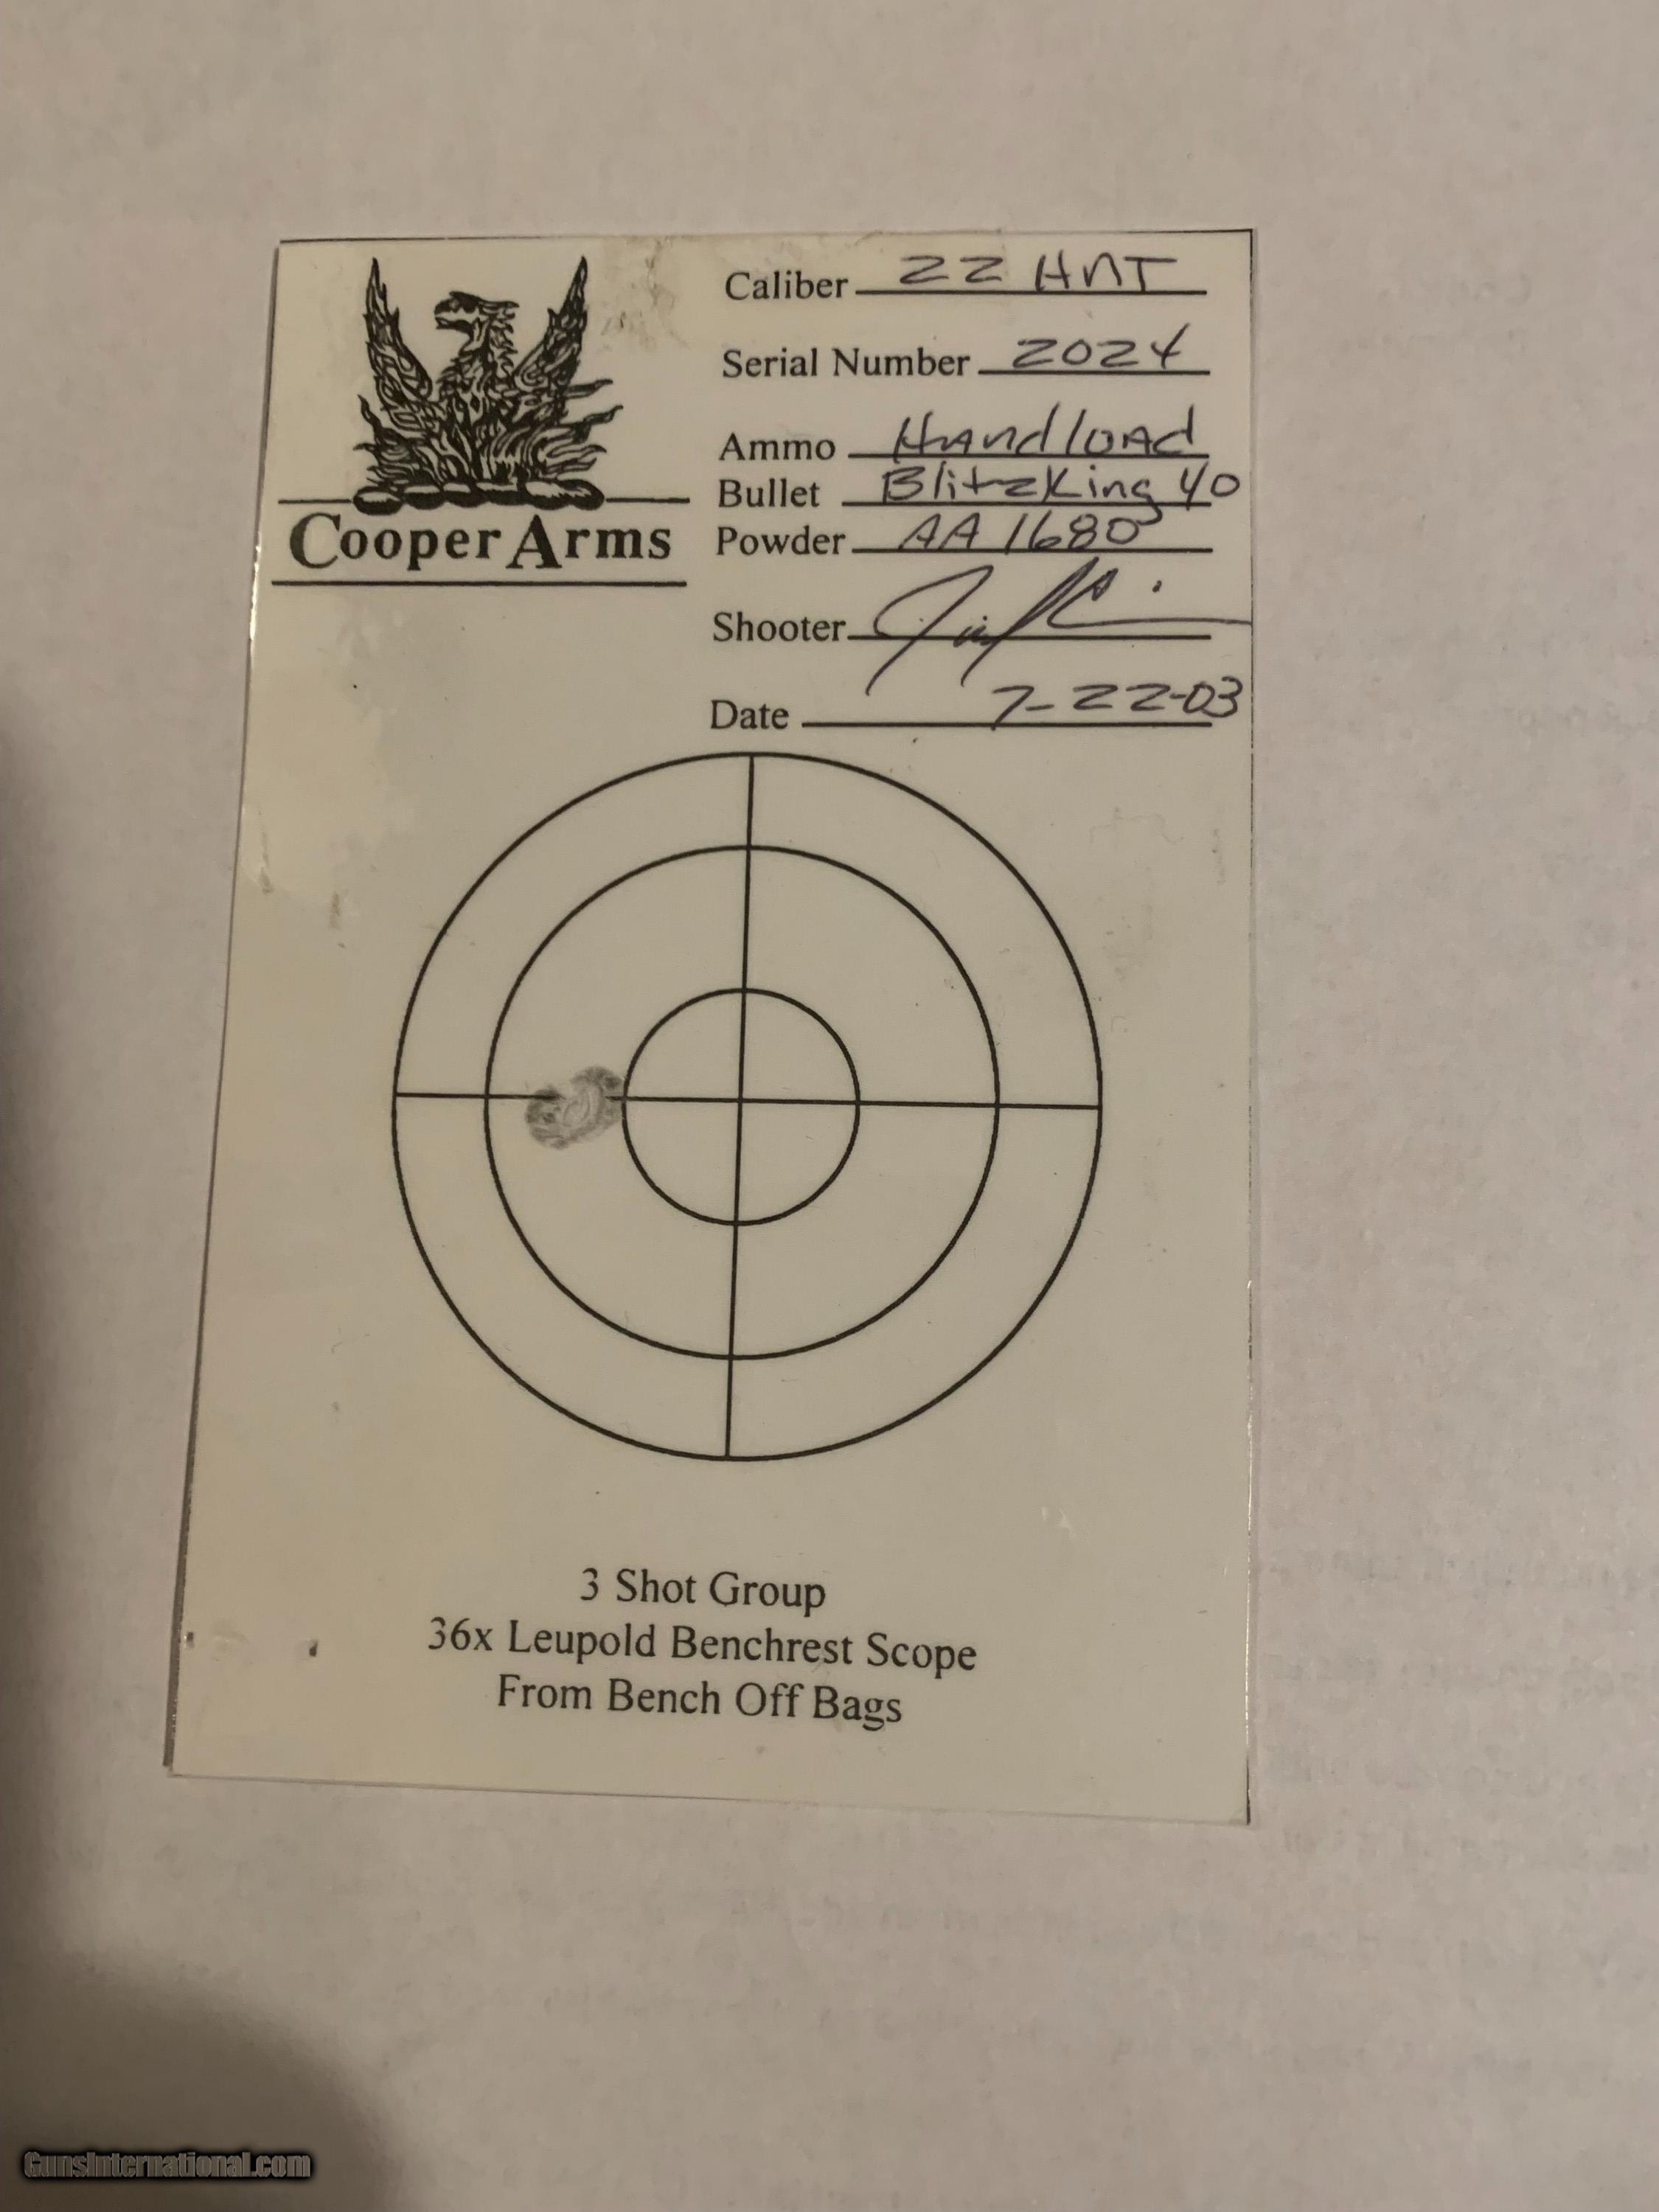 Caliber 22 HNT
Serial Number 2024
Ammo Handload
Bullet BlitzKing 40
Powder AA 1680
Cooper Arms
Shooter
Date 7-22-03
3 Shot Group
36x Leupold Benchrest Scope
From Bench Off Bags
GunsInternational.com